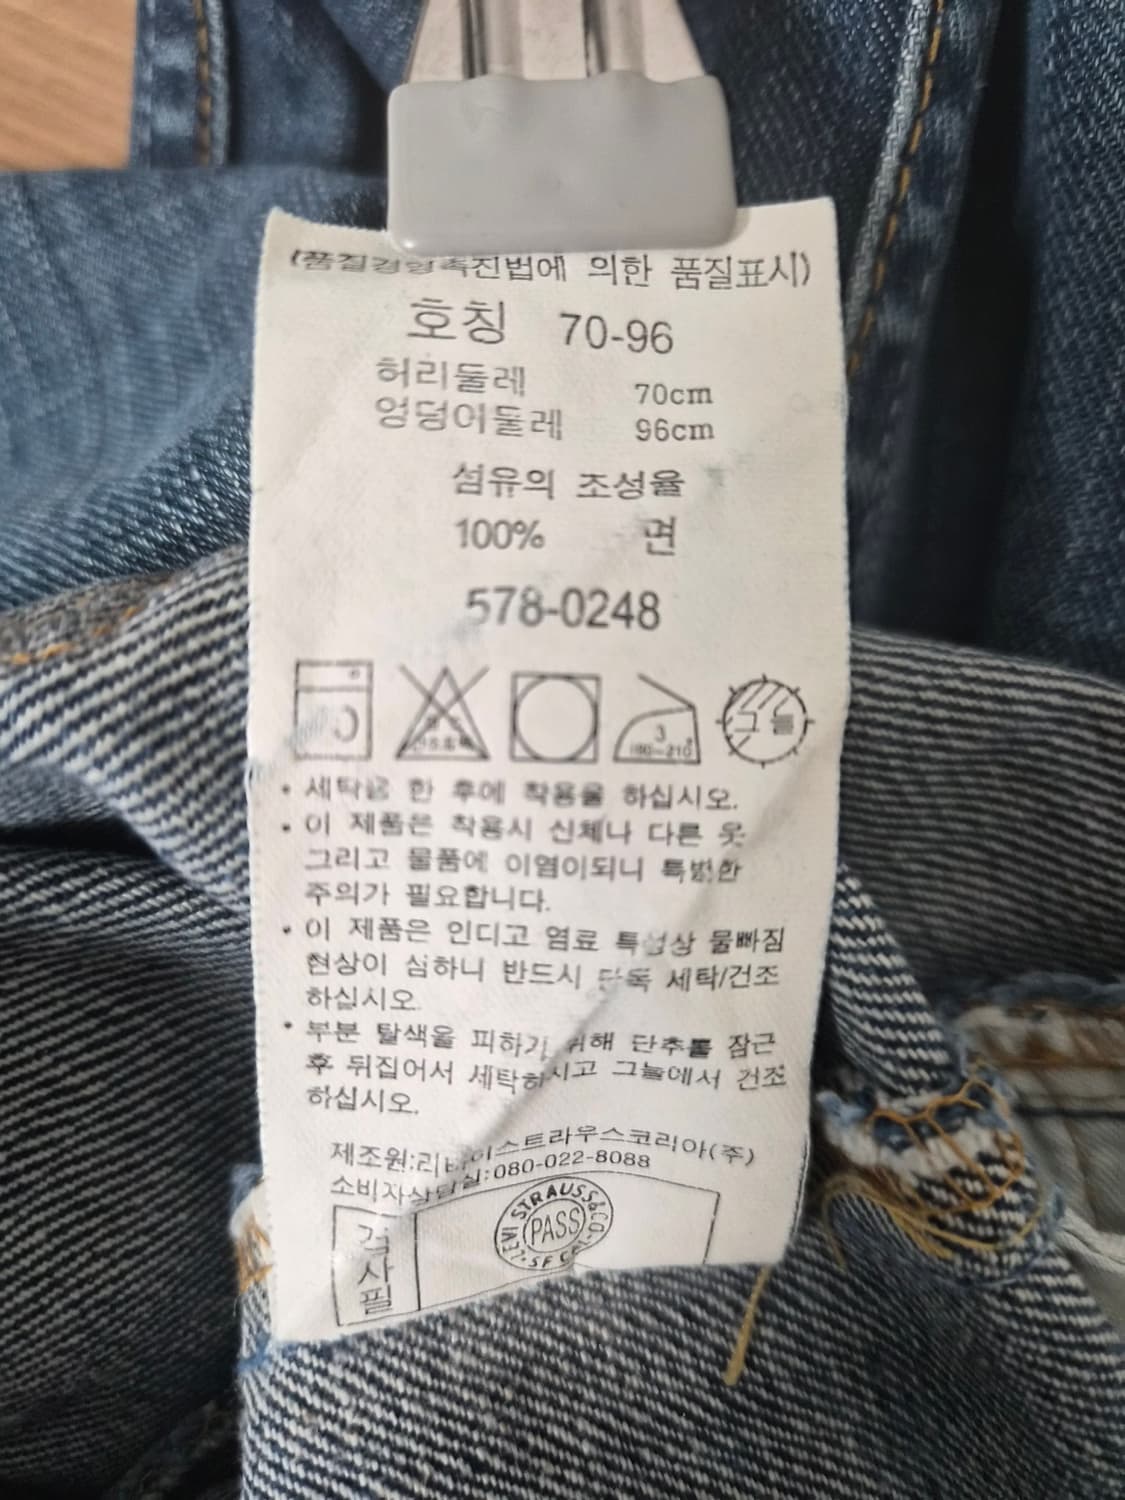 (품질경영촉진법에 의한 품질표시)
호칭 70-96
허리둘레 70cm
엉덩이둘레 96cm
섬유의 조성율
100% 면
578-0248
3
180~210
그늘
• 세탁을 한 후에 착용을 하십시오.
• 이 제품은 착용시 신체나 다른 옷
그리고 물품에 이염이되니 특별한
주의가 필요합니다.
• 이 제품은 인디고 염료 특성상 물빠짐
현상이 심하니 반드시 단독 세탁/건조
하십시오.
• 부분 탈색을 피하기 위해 단추를 잠근
후 뒤집어서 세탁하시고 그늘에서 건조
하십시오.
제조원:리바이스트라우스코리아(주)
소비자상담실:080-022-8088
검사필
LEVI STRAUSS & CO.
PASS